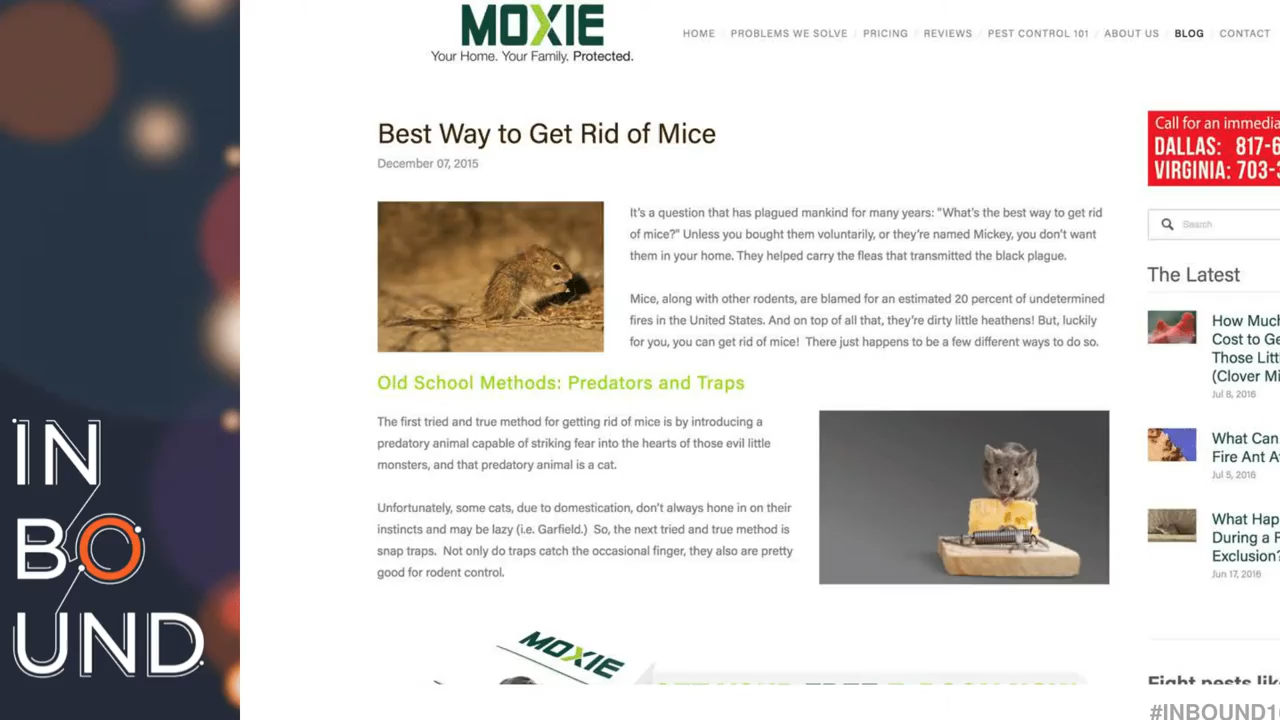 MOXIE
Your Home. Your Family. Protected.
HOME / PROBLEMS WE SOLVE / PRICING / REVIEWS / PEST CONTROL 101 / ABOUT US / BLOG / CONTACT
Best Way to Get Rid of Mice
December 07, 2015
It's a question that has plagued mankind for many years: "What's the best way to get rid
of mice?" Unless you bought them voluntarily, or they're named Mickey, you don't want
them in your home. They helped carry the fleas that transmitted the black plague.
Mice, along with other rodents, are blamed for an estimated 20 percent of undetermined
fires in the United States. And on top of all that, they're dirty little heathens! But, luckily
for you, you can get rid of mice! There just happens to be a few different ways to do so.
Old School Methods: Predators and Traps
The first tried and true method for getting rid of mice is by introducing a
predatory animal capable of striking fear into the hearts of those evil little
monsters, and that predatory animal is a cat.
Unfortunately, some cats, due to domestication, don't always hone in on their
instincts and may be lazy (i.e. Garfield.) So, the next tried and true method is
snap traps. Not only do traps catch the occasional finger, they also are pretty
good for rodent control.
MOXIE
Call for an immedia
DALLAS: 817-6
VIRGINIA: 703-3
Search
The Latest
How Much
Cost to Ge
Those Littl
(Clover Mi
Jul 8, 2016
What Can
Fire Ant A
Jul 5, 2016
What Hap
During a F
Exclusion?
Jun 17, 2016
Fight pests lik
#INBOUND1
IN
BO
UND